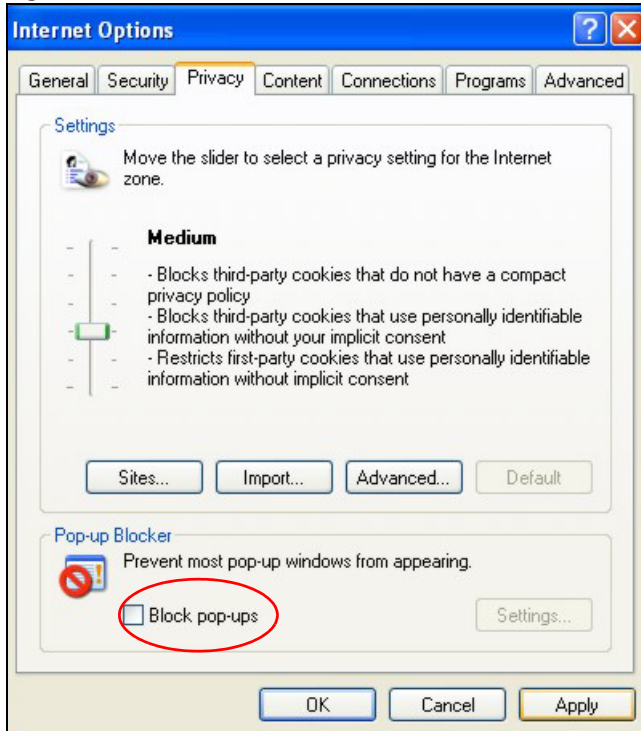 Internet Options
General Security Privacy Content Connections Programs Advanced
Settings
Move the slider to select a privacy setting for the Internet
zone.
Medium
- Blocks third-party cookies that do not have a compact
privacy policy
- Blocks third-party cookies that use personally identifiable
information without your implicit consent
- Restricts first-party cookies that use personally identifiable
information without implicit consent
Sites... Import... Advanced... Default
Pop-up Blocker
Prevent most pop-up windows from appearing.
Block pop-ups Settings...
OK Cancel Apply